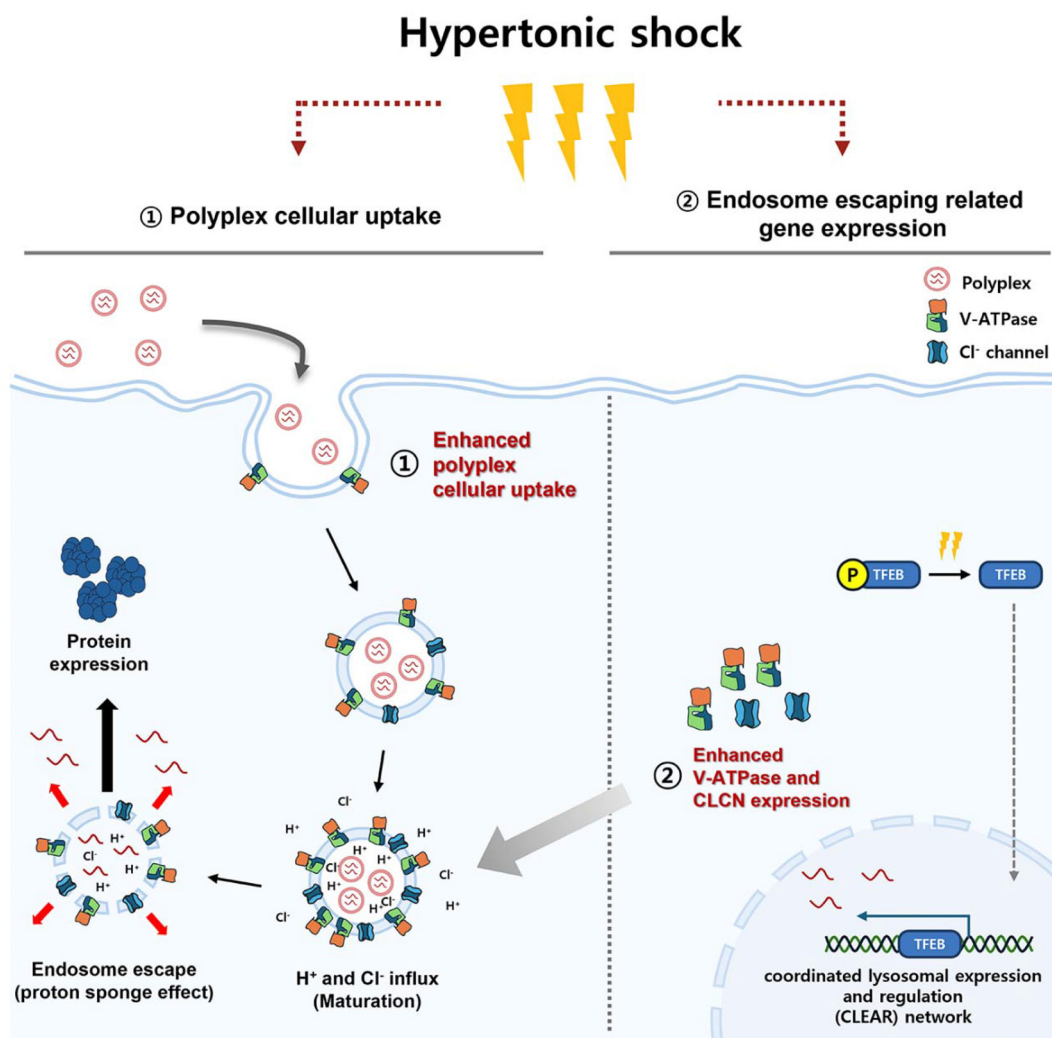 Hypertonic shock
① Polyplex cellular uptake
② Endosome escaping related
gene expression
Polyplex
V-ATPase
Cl⁻ channel
① Enhanced
polyplex
cellular uptake
P TFEB
TFEB
Protein
expression
② Enhanced
V-ATPase and
CLCN expression
Cl⁻
H⁺
H⁺
H⁺
Cl⁻
H⁺
Cl⁻
H⁺
Cl⁻
H⁺
Cl⁻
H⁺
Cl⁻
H⁺
H⁺
Endosome escape
(proton sponge effect)
H⁺ and Cl⁻ influx
(Maturation)
TFEB
coordinated lysosomal expression
and regulation
(CLEAR) network